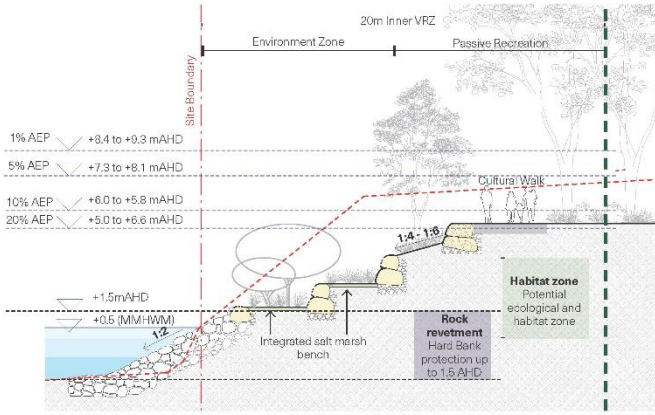 20m Inner VRZ
Environment Zone
Passive Recreation
Site Boundary
1% AEP
+8.4 to +9.3 mAHD
5% AEP
+7.3 to +8.1 mAHD
Cultural Walk
10% AEP
+6.0 to +5.8 mAHD
20% AEP
+5.0 to +6.6 mAHD
1:4 - 1:6
Habitat zone
Potential
ecological and
habitat zone
+1.5mAHD
+0.5 (MMHWM)
1:2
Integrated salt marsh
bench
Rock
revetment
Hard Bank
protection up
to 1.5 AHD